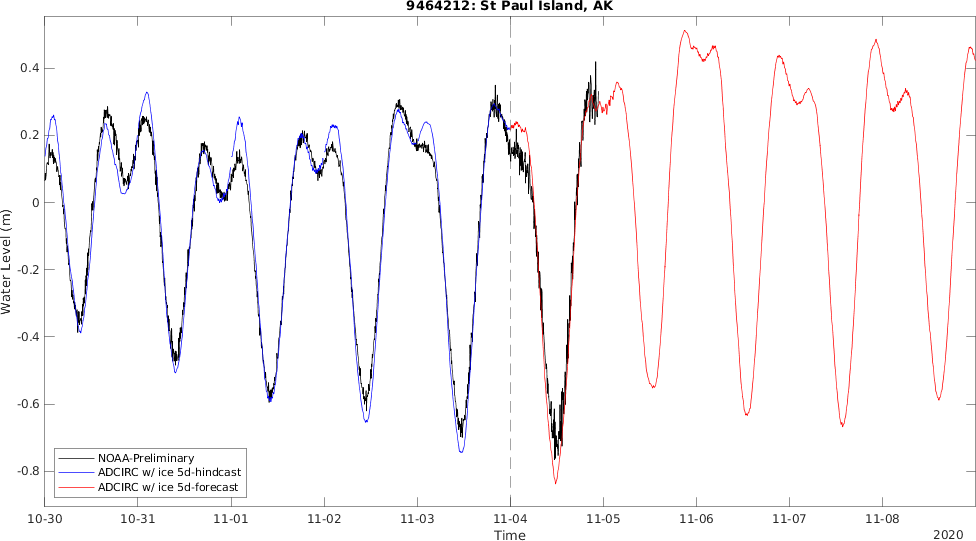 9464212: St Paul Island, AK
Water Level (m)
0.4
0.2
0
-0.2
-0.4
-0.6
-0.8
NOAA-Preliminary
ADCIRC w/ ice 5d-hindcast
ADCIRC w/ ice 5d-forecast
10-30 10-31 11-01 11-02 11-03 11-04 11-05 11-06 11-07 11-08
Time
2020